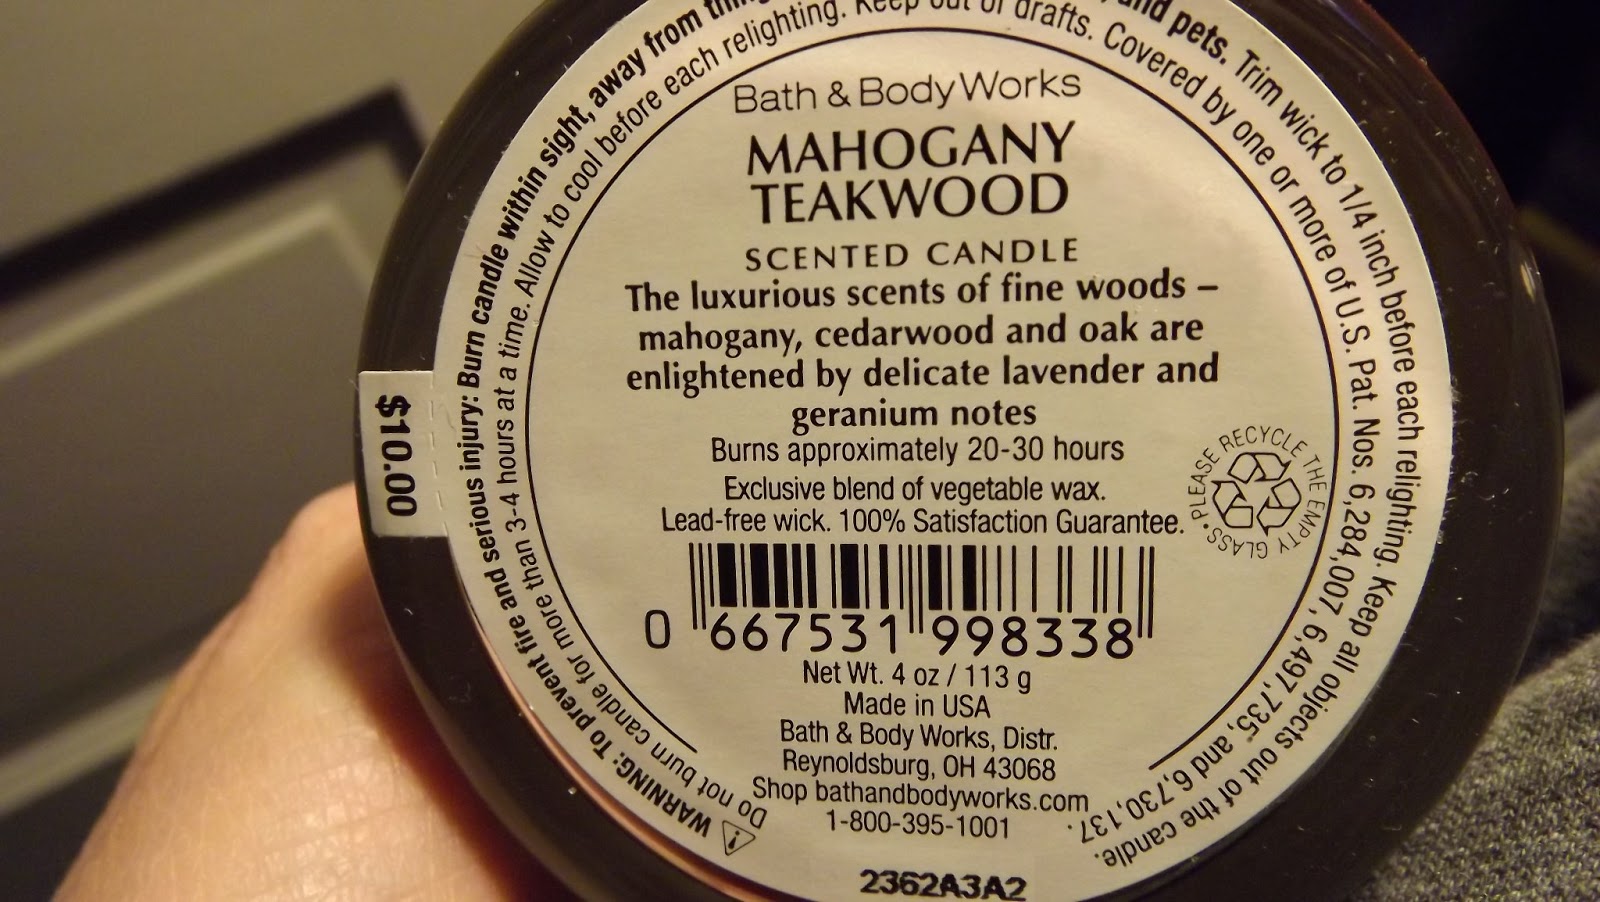 Bath & Body Works
MAHOGANY
TEAKWOOD
SCENTED CANDLE
The luxurious scents of fine woods –
mahogany, cedarwood and oak are
enlightened by delicate lavender and
geranium notes
Burns approximately 20-30 hours
Exclusive blend of vegetable wax.
Lead-free wick. 100% Satisfaction Guarantee.
0 667531 998338
Net Wt. 4 oz / 113 g
Made in USA
Bath & Body Works, Distr.
Reynoldsburg, OH 43068
Shop bathandbodyworks.com
1-800-395-1001
2362A3A2
$10.00
WARNING: To prevent fire and serious injury: Burn candle within sight, away from and pets. Trim wick to 1/4 inch before each relighting. Keep all objects out of the candle.
Do not burn candle for more than 3-4 hours at a time. Allow to cool before each relighting. Keep out of drafts. Covered by one or more of U.S. Pat. Nos. 6,284,007, 6,497,735, and 6,730,137.
• PLEASE RECYCLE THE EMPTY GLASS